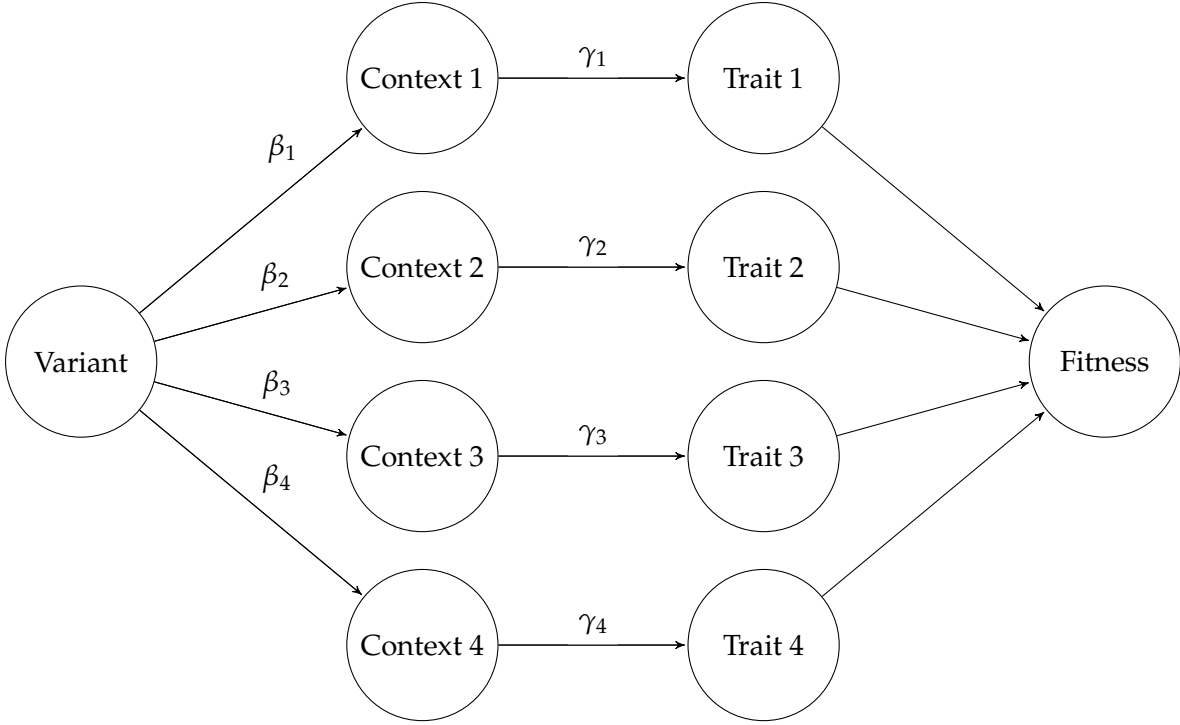 Context 1
γ1
Trait 1
β1
Context 2
γ2
Trait 2
β2
Variant
Fitness
β3
Context 3
γ3
Trait 3
β4
Context 4
γ4
Trait 4